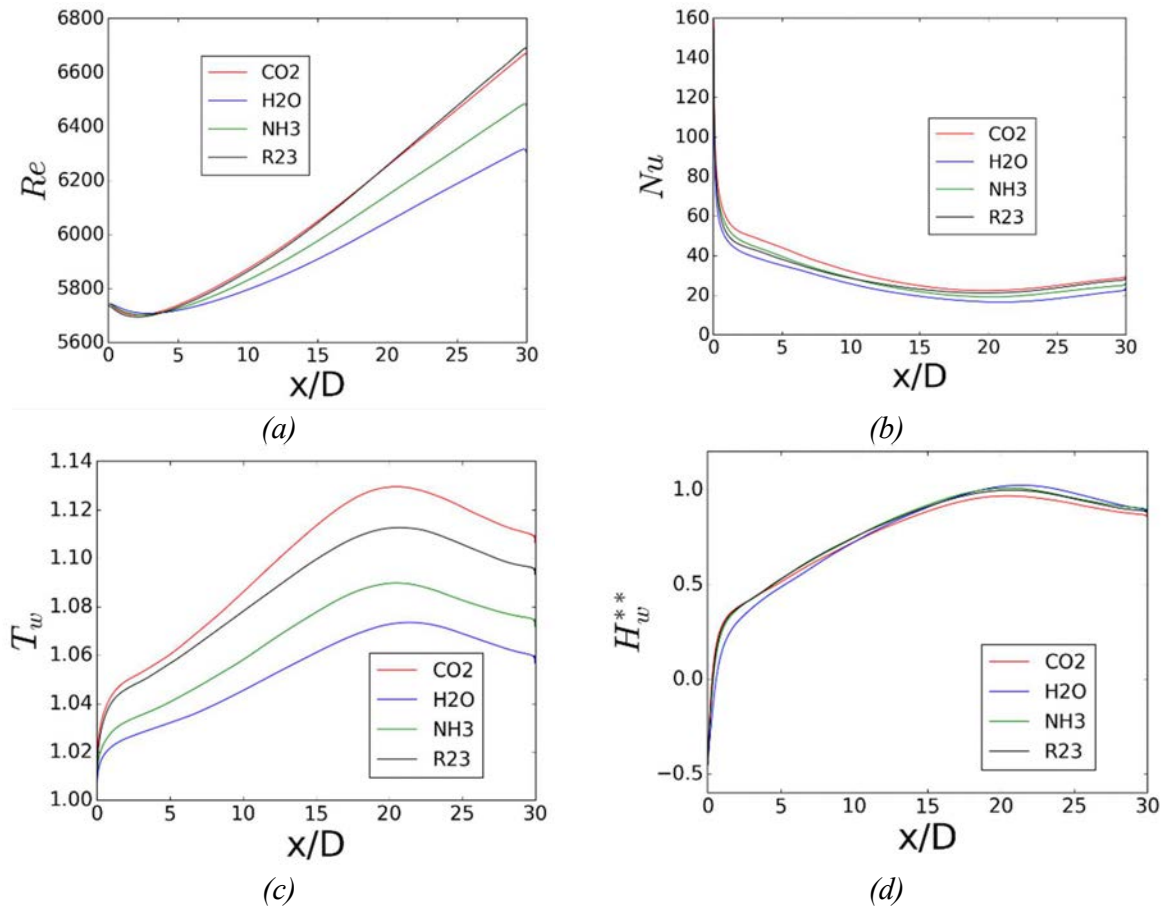 6800
6600
6400
6200
6000
5800
5600
Re
CO2
H2O
NH3
R23
0 5 10 15 20 25 30
x/D
(a)
160
140
120
100
80
60
40
20
0
Nu
CO2
H2O
NH3
R23
0 5 10 15 20 25 30
x/D
(b)
1.14
1.12
1.10
1.08
1.06
1.04
1.02
1.00
T_w
CO2
H2O
NH3
R23
0 5 10 15 20 25 30
x/D
(c)
1.0
0.5
0.0
−0.5
H_w^{**}
CO2
H2O
NH3
R23
0 5 10 15 20 25 30
x/D
(d)